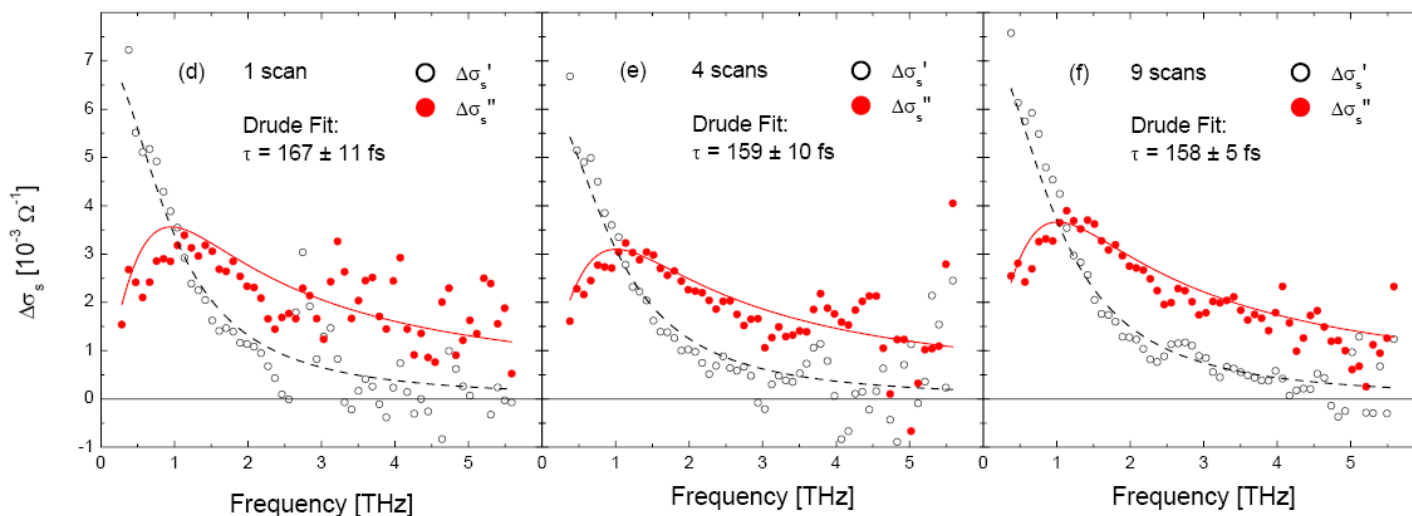 (d) 1 scan
Δσs'
Δσs''
Drude Fit:
τ = 167 ± 11 fs
(e) 4 scans
Δσs'
Δσs''
Drude Fit:
τ = 159 ± 10 fs
(f) 9 scans
Δσs'
Δσs''
Drude Fit:
τ = 158 ± 5 fs
Δσs [10⁻³ Ω⁻¹]
7
6
5
4
3
2
1
0
-1
0 1 2 3 4 5 0 1 2 3 4 5 0 1 2 3 4 5
Frequency [THz] Frequency [THz] Frequency [THz]